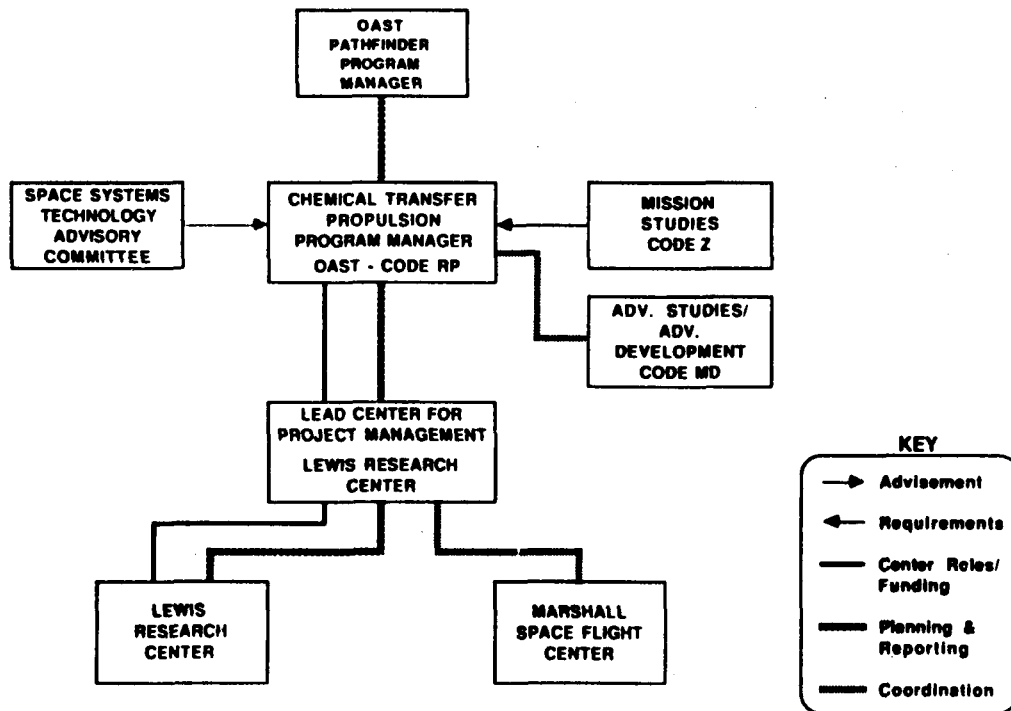 OAST
PATHFINDER
PROGRAM
MANAGER
SPACE SYSTEMS
TECHNOLOGY
ADVISORY
COMMITTEE
CHEMICAL TRANSFER
PROPULSION
PROGRAM MANAGER
OAST - CODE RP
MISSION
STUDIES
CODE Z
ADV. STUDIES/
ADV.
DEVELOPMENT
CODE MD
LEAD CENTER FOR
PROJECT MANAGEMENT
LEWIS RESEARCH
CENTER
LEWIS
RESEARCH
CENTER
MARSHALL
SPACE FLIGHT
CENTER
KEY
Advisement
Requirements
Center Roles/
Funding
Planning &
Reporting
Coordination